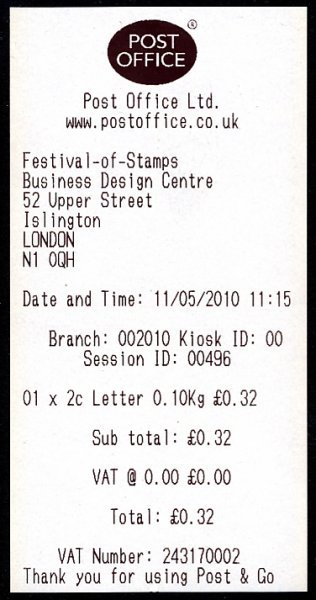 POST
OFFICE
®
Post Office Ltd.
www.postoffice.co.uk
Festival-of-Stamps
Business Design Centre
52 Upper Street
Islington
LONDON
N1 0QH
Date and Time: 11/05/2010 11:15
Branch: 002010 Kiosk ID: 00
Session ID: 00496
01 x 2c Letter 0.10Kg £0.32
Sub total: £0.32
VAT @ 0.00 £0.00
Total: £0.32
VAT Number: 243170002
Thank you for using Post & Go